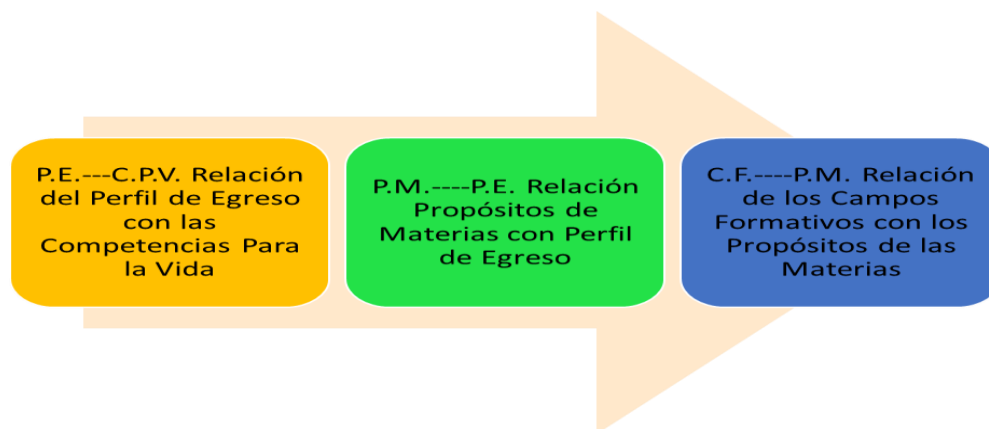 P.E.---C.P.V. Relación
del Perfil de Egreso
con las
Competencias Para
la Vida
P.M.----P.E. Relación
Propósitos de
Materias con Perfil
de Egreso
C.F.----P.M. Relación
de los Campos
Formativos con los
Propósitos de las
Materias